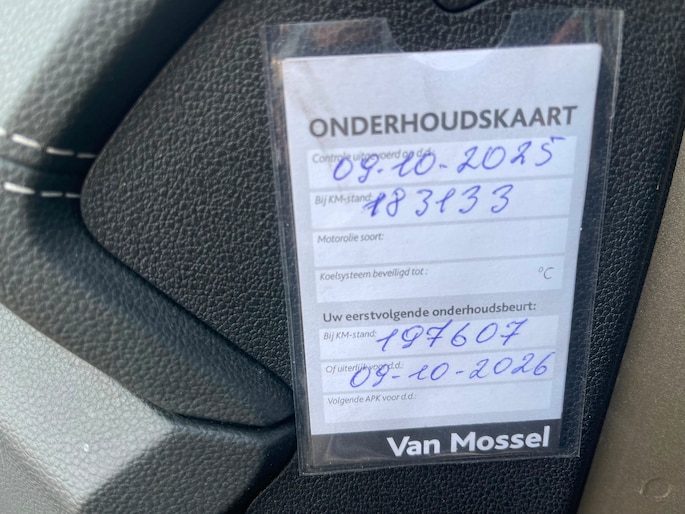 ONDERHOUDSKAART
Controle uitgevoerd op d.d.: 09-10-2025
Bij KM-stand: 183133
Motorolie soort:
Koelsysteem beveiligd tot: °C
Uw eerstvolgende onderhoudsbeurt:
Bij KM-stand: 197607
Of uiterlijk voor d.d.: 09-10-2026
Volgende APK voor d.d.:
Van Mossel